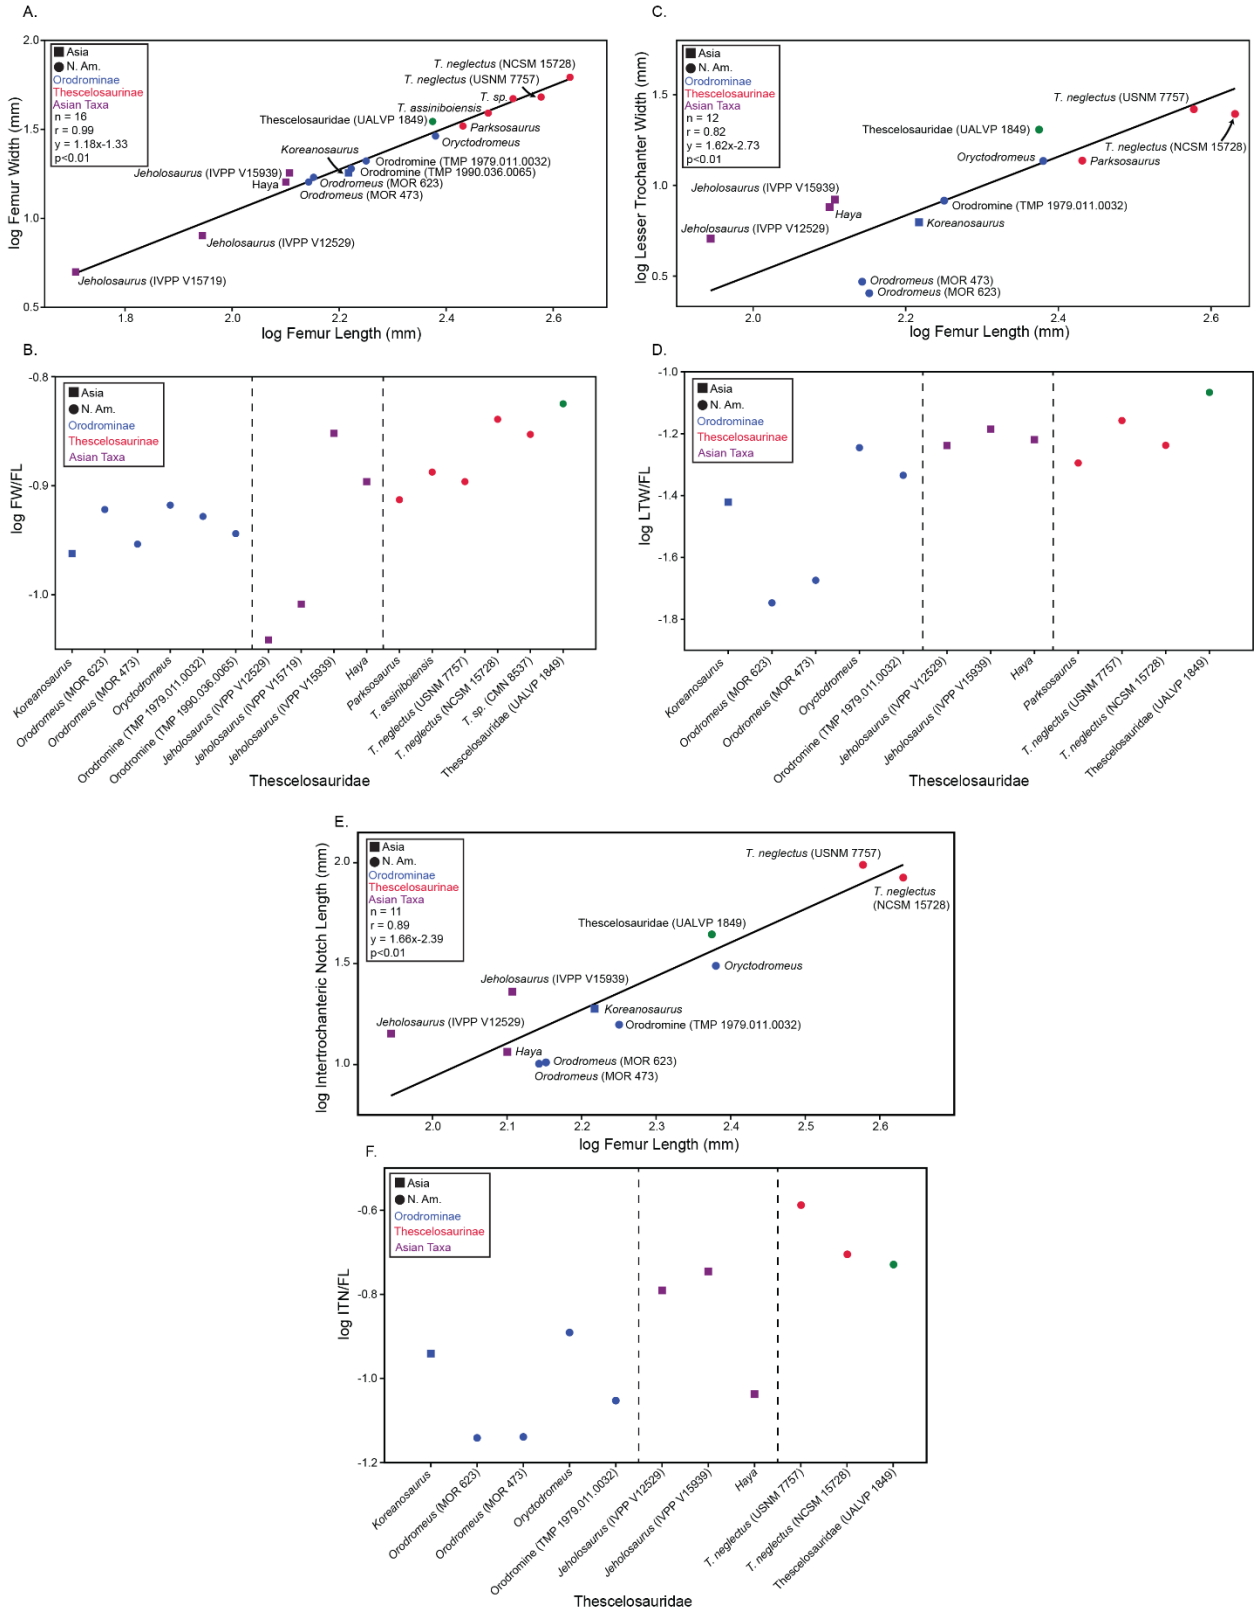 A.
2.0
1.5
1.0
0.5
log Femur Width (mm)
Asia
N. Am.
Orodrominae
Thescelosaurinae
Asian Taxa
n = 16
r = 0.99
y = 1.18x-1.33
p<0.01
T. neglectus (NCSM 15728)
T. neglectus (USNM 7757)
T. sp.
T. assiniboiensis
Thescelosauridae (UALVP 1849)
Parksosaurus
Oryctodromeus
Koreanosaurus
Orodromine (TMP 1979.011.0032)
Orodromine (TMP 1990.036.0065)
Jeholosaurus (IVPP V15939)
Haya
Orodromeus (MOR 623)
Orodromeus (MOR 473)
Jeholosaurus (IVPP V12529)
Jeholosaurus (IVPP V15719)
1.8 2.0 2.2 2.4 2.6
log Femur Length (mm)
C.
1.5
1.0
0.5
log Lesser Trochanter Width (mm)
Asia
N. Am.
Orodrominae
Thescelosaurinae
Asian Taxa
n = 12
r = 0.82
y = 1.62x-2.73
p<0.01
T. neglectus (USNM 7757)
Thescelosauridae (UALVP 1849)
T. neglectus (NCSM 15728)
Oryctodromeus
Parksosaurus
Jeholosaurus (IVPP V15939)
Haya
Orodromine (TMP 1979.011.0032)
Jeholosaurus (IVPP V12529)
Koreanosaurus
Orodromeus (MOR 473)
Orodromeus (MOR 623)
2.0 2.2 2.4 2.6
log Femur Length (mm)
B.
-0.8
-0.9
-1.0
log FW/FL
Asia
N. Am.
Orodrominae
Thescelosaurinae
Asian Taxa
Koreanosaurus
Orodromeus (MOR 623)
Orodromeus (MOR 473)
Oryctodromeus
Orodromine (TMP 1979.011.0032)
Orodromine (TMP 1990.036.0065)
Jeholosaurus (IVPP V12529)
Jeholosaurus (IVPP V15719)
Jeholosaurus (IVPP V15939)
Haya
Parksosaurus
T. assiniboiensis
T. neglectus (USNM 7757)
T. neglectus (NCSM 15728)
T. sp. (CMN 8537)
Thescelosauridae (UALVP 1849)
Thescelosauridae
D.
-1.0
-1.2
-1.4
-1.6
-1.8
log LTW/FL
Asia
N. Am.
Orodrominae
Thescelosaurinae
Asian Taxa
Koreanosaurus
Orodromeus (MOR 623)
Orodromeus (MOR 473)
Oryctodromeus
Orodromine (TMP 1979.011.0032)
Jeholosaurus (IVPP V12529)
Jeholosaurus (IVPP V15939)
Haya
Parksosaurus
T. neglectus (USNM 7757)
T. neglectus (NCSM 15728)
Thescelosauridae (UALVP 1849)
Thescelosauridae
E.
2.0
1.5
1.0
log Intertrochanteric Notch Length (mm)
Asia
N. Am.
Orodrominae
Thescelosaurinae
Asian Taxa
n = 11
r = 0.89
y = 1.66x-2.39
p<0.01
T. neglectus (USNM 7757)
T. neglectus
(NCSM 15728)
Thescelosauridae (UALVP 1849)
Oryctodromeus
Jeholosaurus (IVPP V15939)
Koreanosaurus
Jeholosaurus (IVPP V12529)
Orodromine (TMP 1979.011.0032)
Haya
Orodromeus (MOR 623)
Orodromeus (MOR 473)
2.0 2.1 2.2 2.3 2.4 2.5 2.6
log Femur Length (mm)
F.
-0.6
-0.8
-1.0
-1.2
log ITN/FL
Asia
N. Am.
Orodrominae
Thescelosaurinae
Asian Taxa
Koreanosaurus
Orodromeus (MOR 623)
Orodromeus (MOR 473)
Oryctodromeus
Orodromine (TMP 1979.011.0032)
Jeholosaurus (IVPP V12529)
Jeholosaurus (IVPP V15939)
Haya
T. neglectus (USNM 7757)
T. neglectus (NCSM 15728)
Thescelosauridae (UALVP 1849)
Thescelosauridae